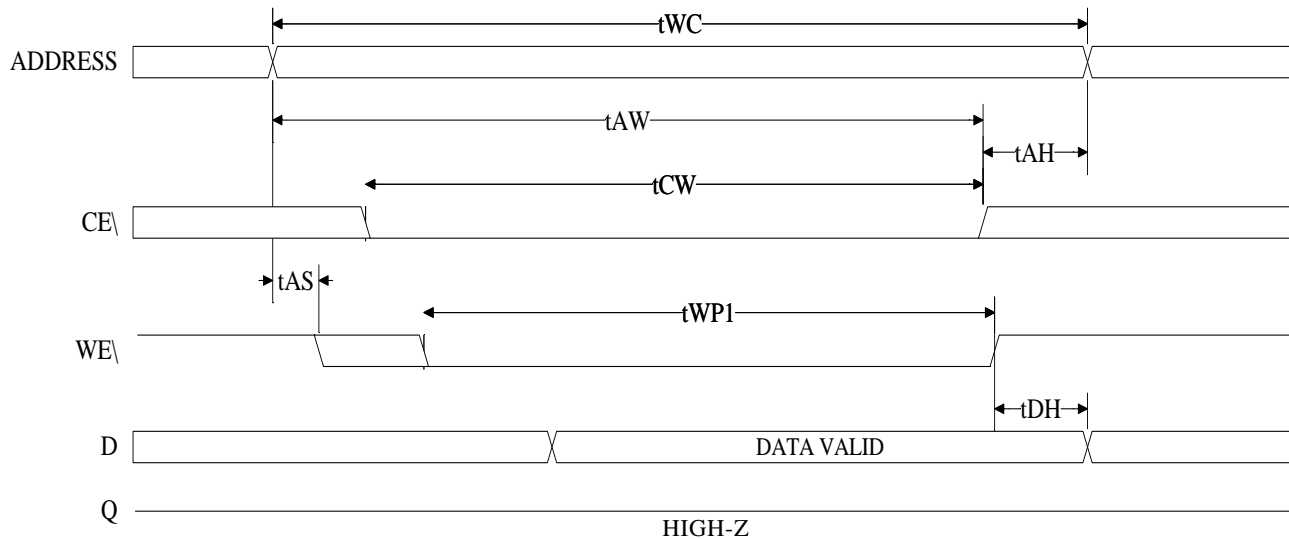 tWC
ADDRESS
tAW
tAH
tCW
CE\
tAS
tWP1
WE\
tDH
D
DATA VALID
Q
HIGH-Z